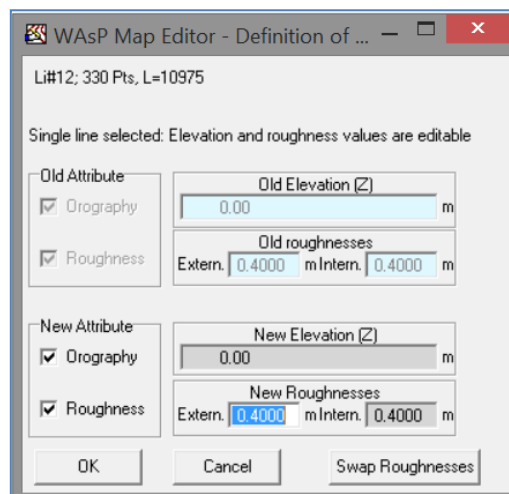 WAsP Map Editor - Definition of ...
Li#12; 330 Pts, L=10975
Single line selected: Elevation and roughness values are editable
Old Attribute
Orography
Roughness
Old Elevation (Z)
0.00 m
Old roughnesses
Extern. 0.4000 m Intern. 0.4000 m
New Attribute
Orography
Roughness
New Elevation (Z)
0.00 m
New Roughnesses
Extern. 0.4000 m Intern. 0.4000 m
OK Cancel Swap Roughnesses